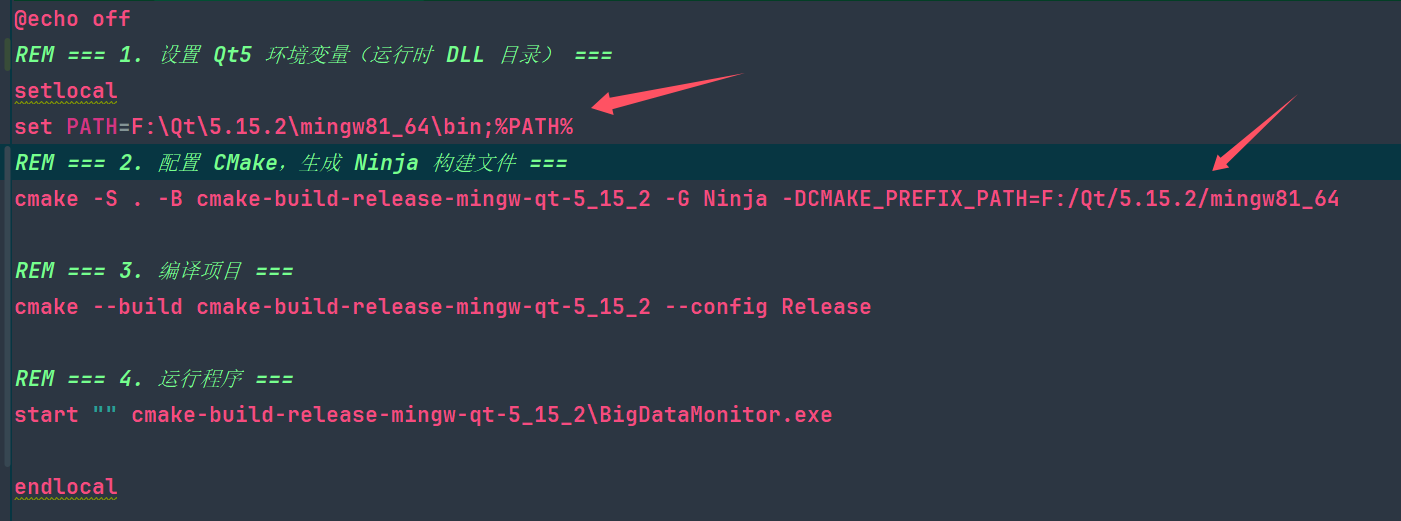 @echo off
REM === 1. 设置 Qt5 环境变量（运行时 DLL 目录） ===
setlocal
set PATH=F:\Qt\5.15.2\mingw81_64\bin;%PATH%
REM === 2. 配置 CMake，生成 Ninja 构建文件 ===
cmake -S . -B cmake-build-release-mingw-qt-5_15_2 -G Ninja -DCMAKE_PREFIX_PATH=F:/Qt/5.15.2/mingw81_64
REM === 3. 编译项目 ===
cmake --build cmake-build-release-mingw-qt-5_15_2 --config Release
REM === 4. 运行程序 ===
start "" cmake-build-release-mingw-qt-5_15_2\BigDataMonitor.exe
endlocal